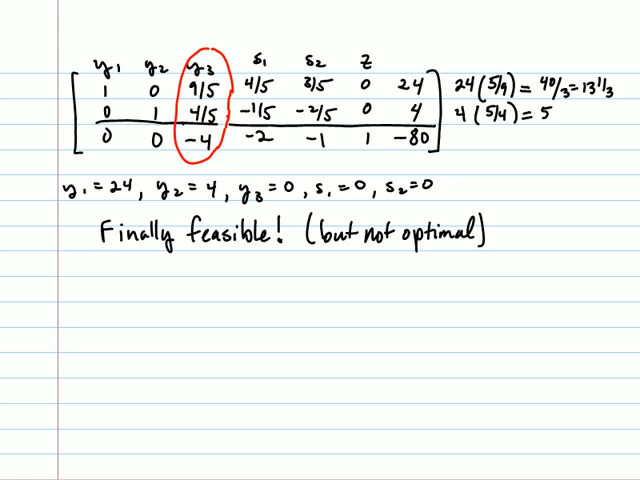 y₁ y₂ y₃ s₁ s₂ z
1 0 9/5 4/5 3/5 0 24 24(5/9) = 40/3 = 13 1/3
0 1 4/5 -1/5 -2/5 0 4 4(5/4) = 5
0 0 -4 -2 -1 1 -80
y₁ = 24, y₂ = 4, y₃ = 0, s₁ = 0, s₂ = 0
Finally feasible! (but not optimal)